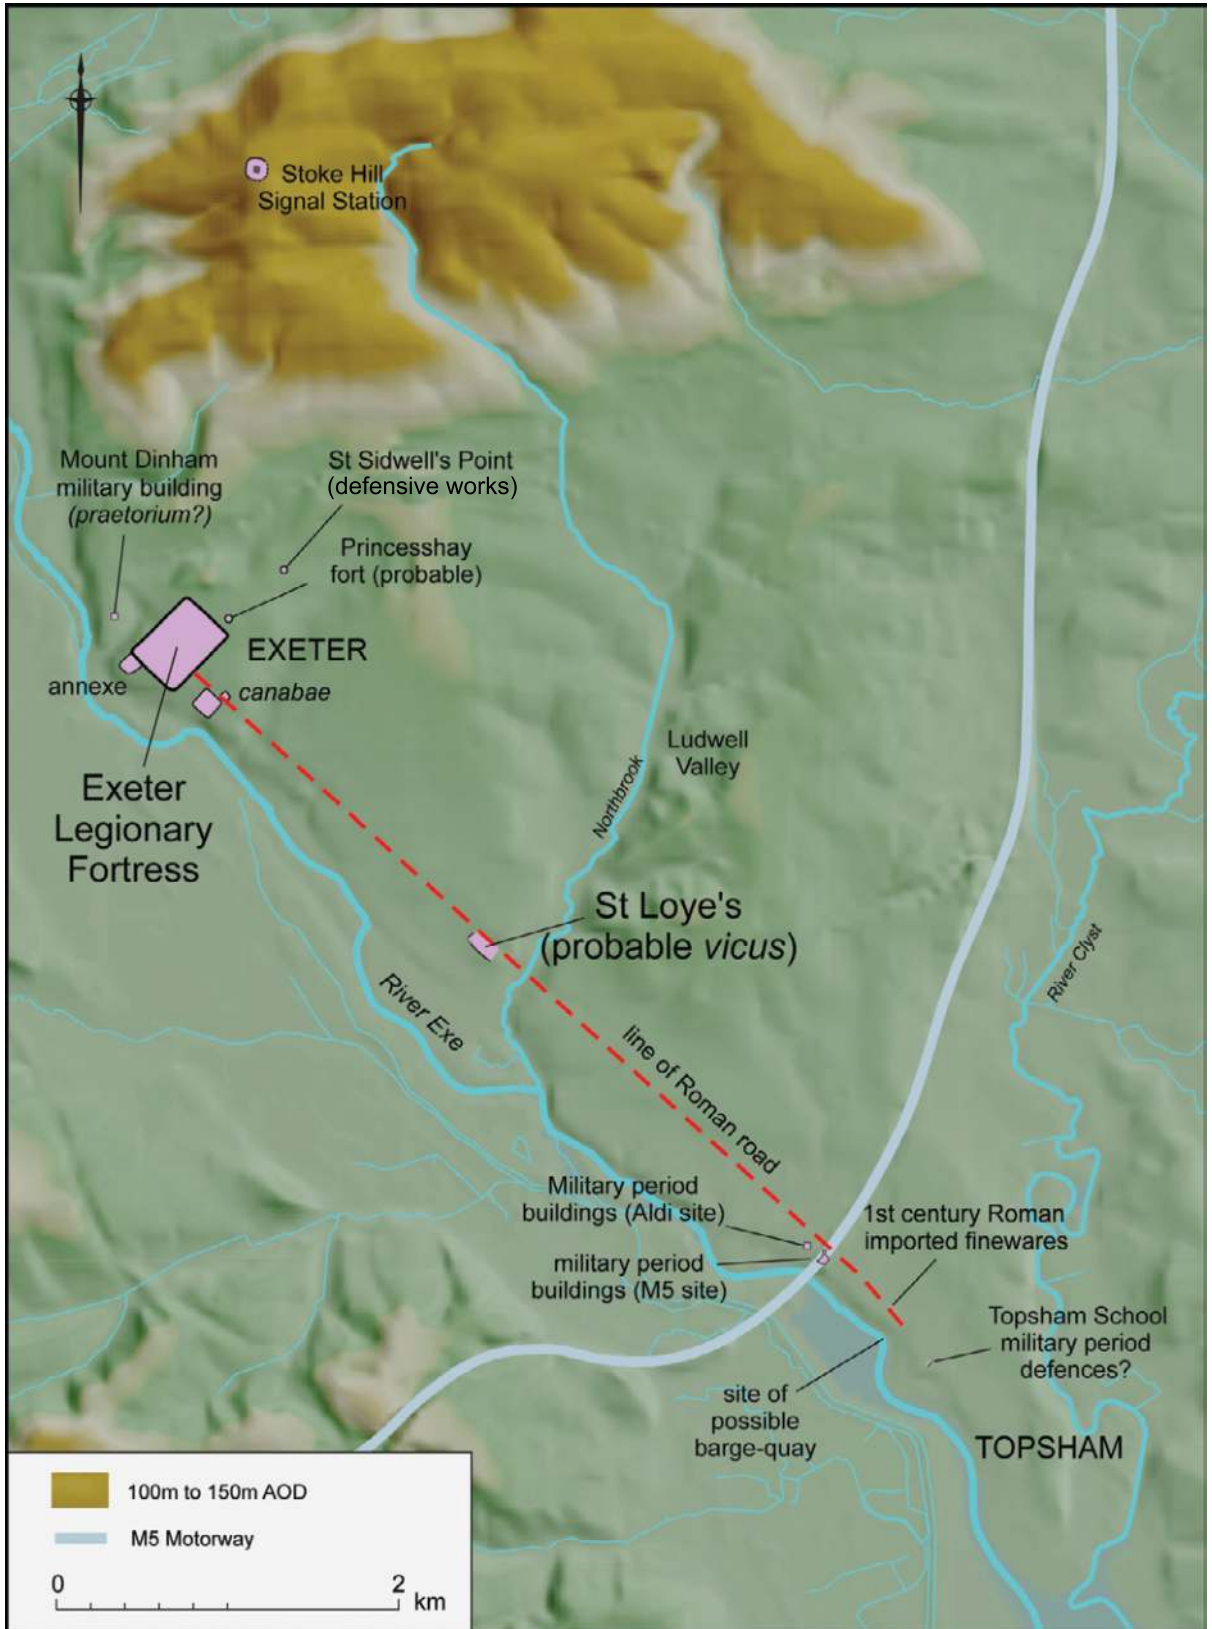 Stoke Hill
Signal Station
Mount Dinham
military building
(praetorium?)
St Sidwell's Point
(defensive works)
Princesshay
fort (probable)
EXETER
annexe
canabae
Exeter
Legionary
Fortress
Ludwell
Valley
Northbrook
St Loye's
(probable vicus)
River Exe
River Clyst
line of Roman road
Military period
buildings (Aldi site)
military period
buildings (M5 site)
1st century Roman
imported finewares
Topsham School
military period
defences?
site of
possible
barge-quay
TOPSHAM
100m to 150m AOD
M5 Motorway
0 2
km